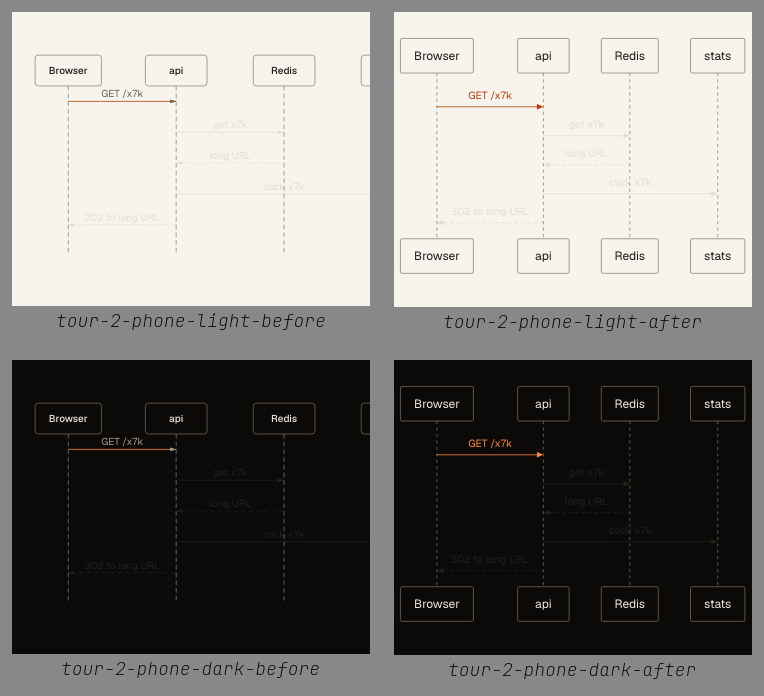 Browser
api
Redis
GET /x7k
get x7k
long URL
click x7k
302 to long URL
tour-2-phone-light-before
Browser
api
Redis
stats
GET /x7k
get x7k
long URL
click x7k
302 to long URL
Browser
api
Redis
stats
tour-2-phone-light-after
Browser
api
Redis
GET /x7k
get x7k
long URL
click x7k
302 to long URL
tour-2-phone-dark-before
Browser
api
Redis
stats
GET /x7k
get x7k
long URL
click x7k
302 to long URL
Browser
api
Redis
stats
tour-2-phone-dark-after